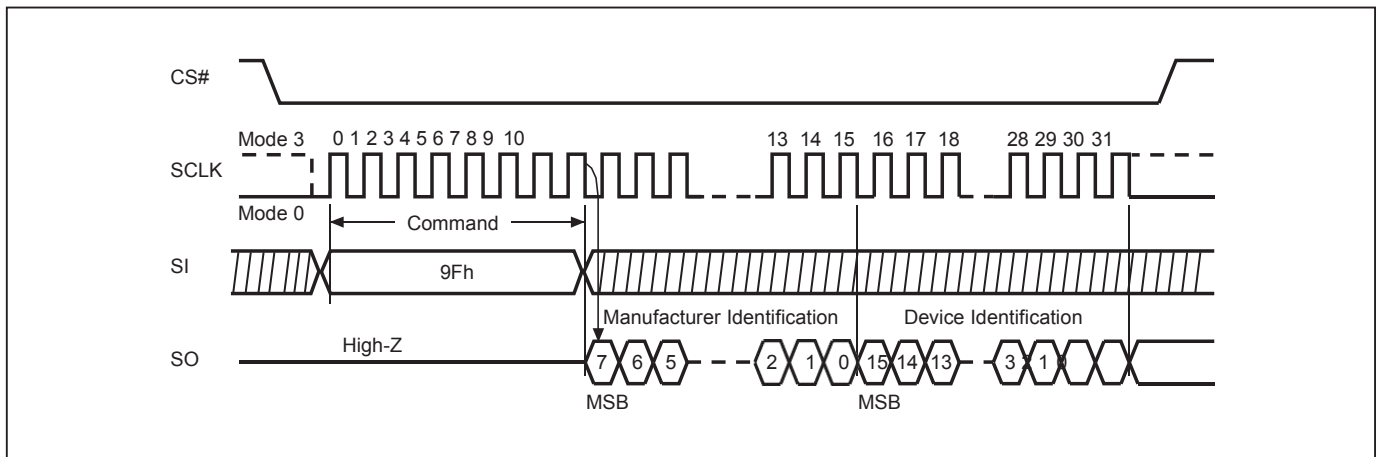 CS#
Mode 3
0 1 2 3 4 5 6 7 8 9 10
13 14 15 16 17 18
28 29 30 31
SCLK
Mode 0
Command
SI
9Fh
Manufacturer Identification
Device Identification
SO
High-Z
7 6 5
2 1 0 15 14 13
3 2 1 0
MSB
MSB